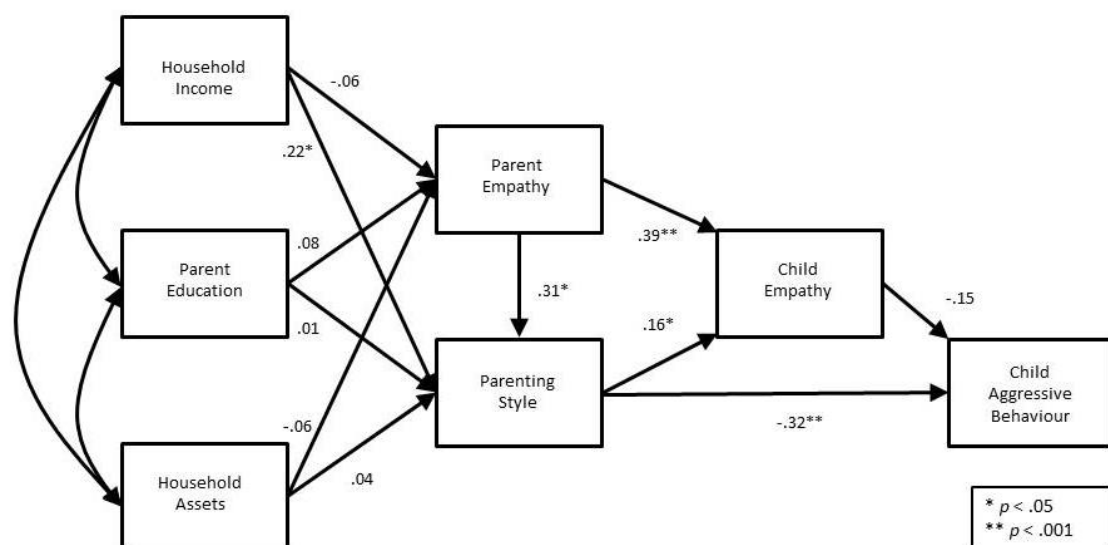 Household
Income
-.06
.22*
Parent
Empathy
.08
Parent
Education
.39**
Child
Empathy
.31*
-.15
.01
.16*
Parenting
Style
Child
Aggressive
Behaviour
-.06
-.32**
.04
Household
Assets
* p < .05
** p < .001